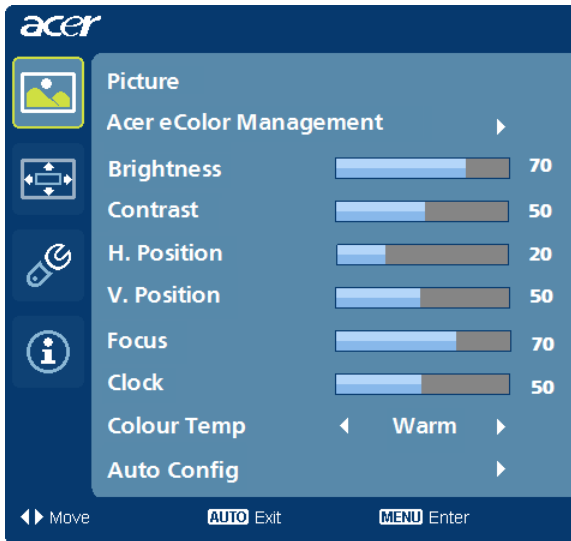 acer
Picture
Acer eColor Management
Brightness 70
Contrast 50
H. Position 20
V. Position 50
Focus 70
Clock 50
Colour Temp Warm
Auto Config
Move AUTO Exit MENU Enter